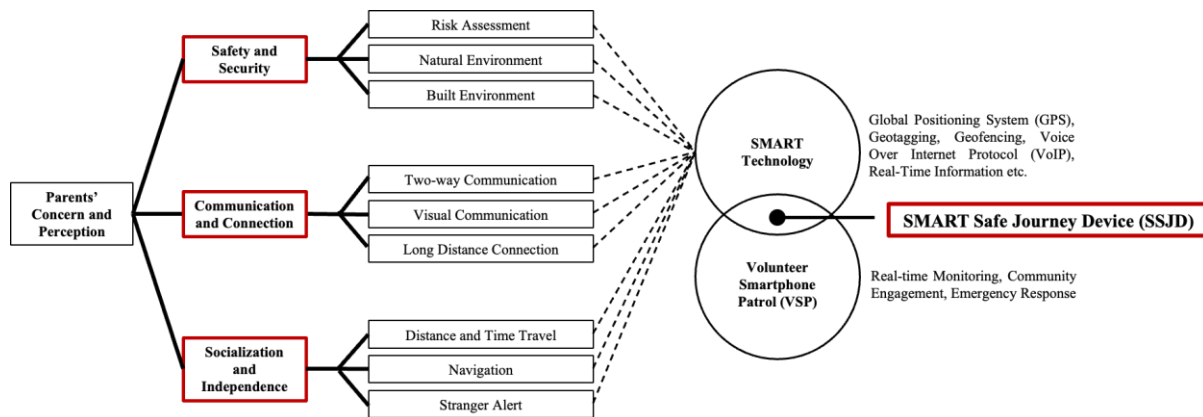 Parents’
Concern and
Perception
Safety and
Security
Risk Assessment
Natural Environment
Built Environment
Communication
and Connection
Two-way Communication
Visual Communication
Long Distance Connection
Socialization
and
Independence
Distance and Time Travel
Navigation
Stranger Alert
SMART
Technology
Global Positioning System (GPS),
Geotagging, Geofencing, Voice
Over Internet Protocol (VoIP),
Real-Time Information etc.
SMART Safe Journey Device (SSJD)
Volunteer
Smartphone
Patrol (VSP)
Real-time Monitoring, Community
Engagement, Emergency Response